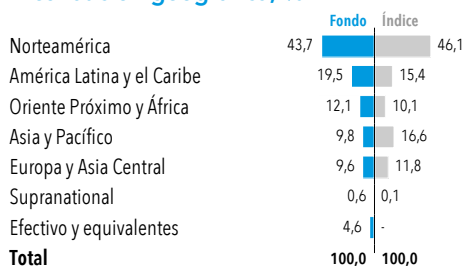 Fondo Índice
Norteamérica 43,7 46,1
América Latina y el Caribe 19,5 15,4
Oriente Próximo y África 12,1 10,1
Asia y Pacífico 9,8 16,6
Europa y Asia Central 9,6 11,8
Supranational 0,6 0,1
Efectivo y equivalentes 4,6 -
Total 100,0 100,0